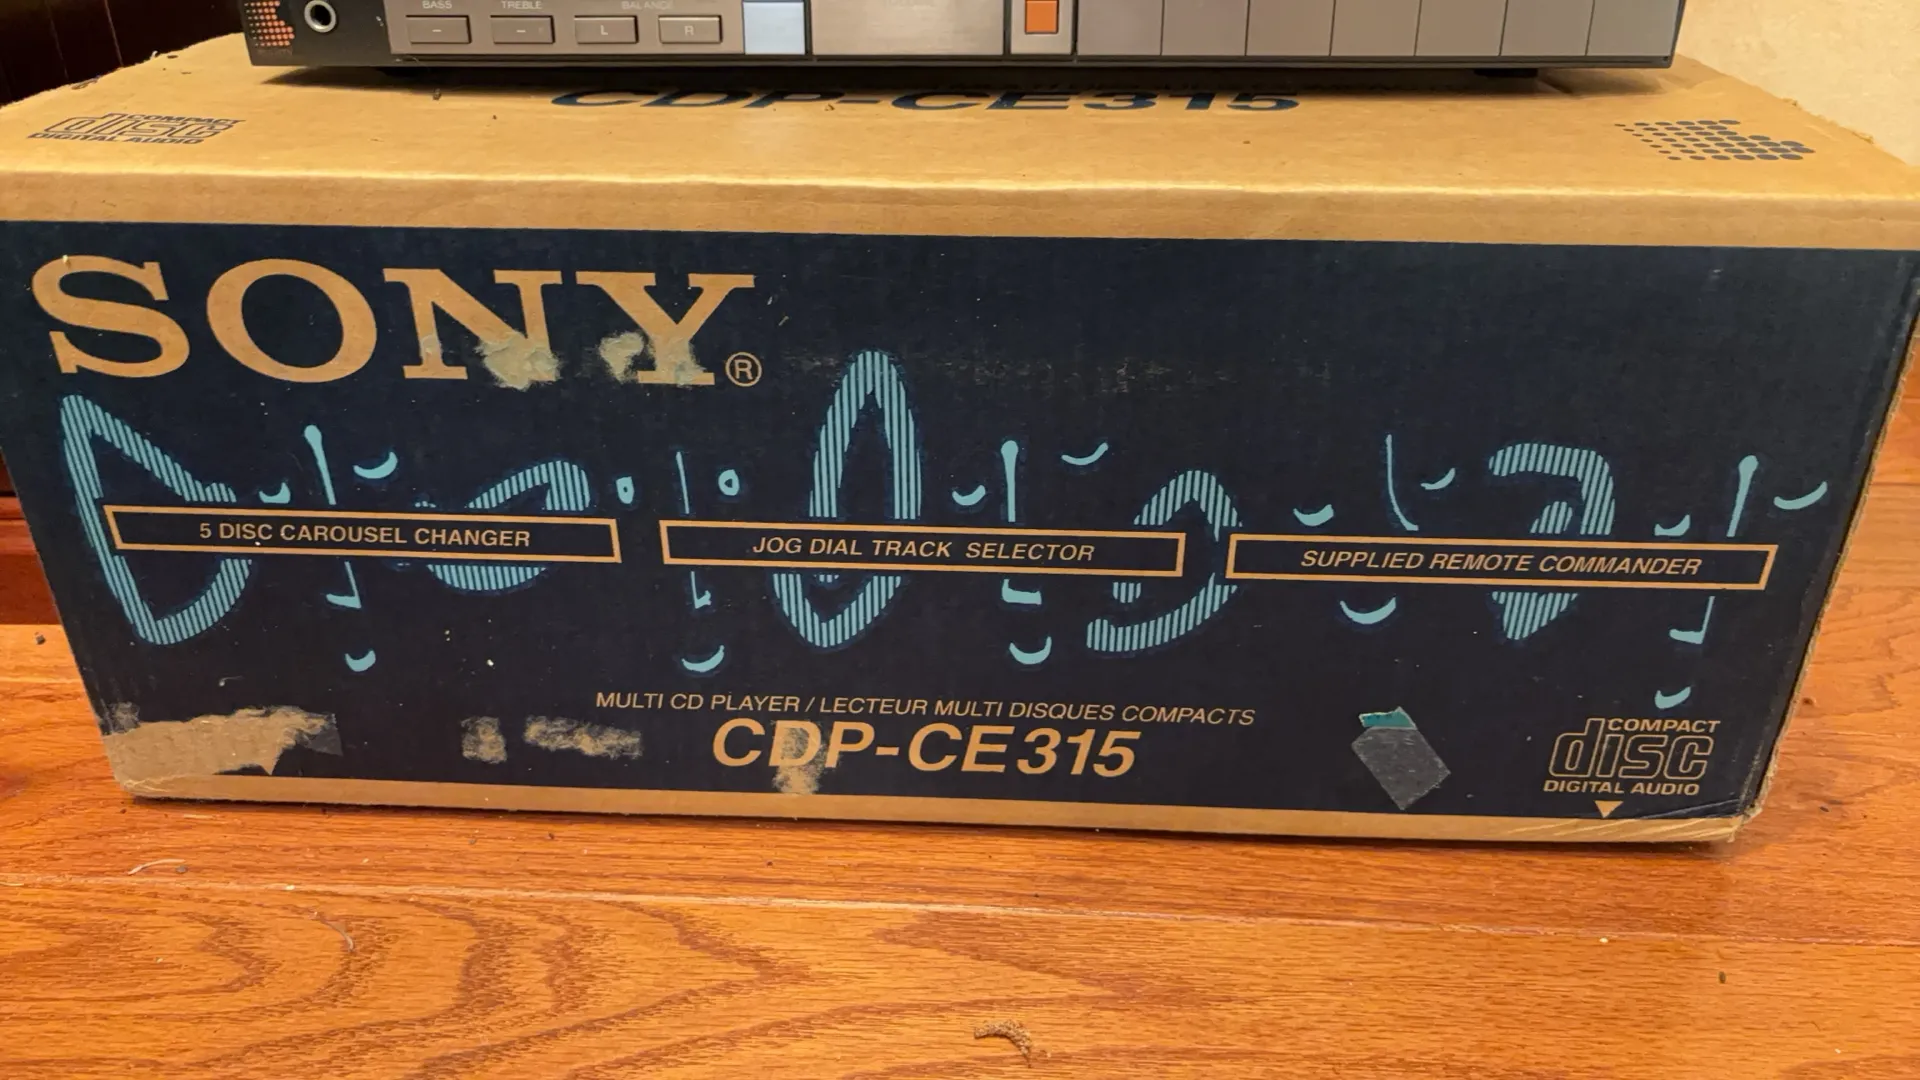 BASS TREBLE BALANCE
− − L R
CDP-CE315
COMPACT
disc
DIGITAL AUDIO
SONY®
5 DISC CAROUSEL CHANGER
JOG DIAL TRACK SELECTOR
SUPPLIED REMOTE COMMANDER
MULTI CD PLAYER / LECTEUR MULTI DISQUES COMPACTS
CDP-CE315
COMPACT
disc
DIGITAL AUDIO